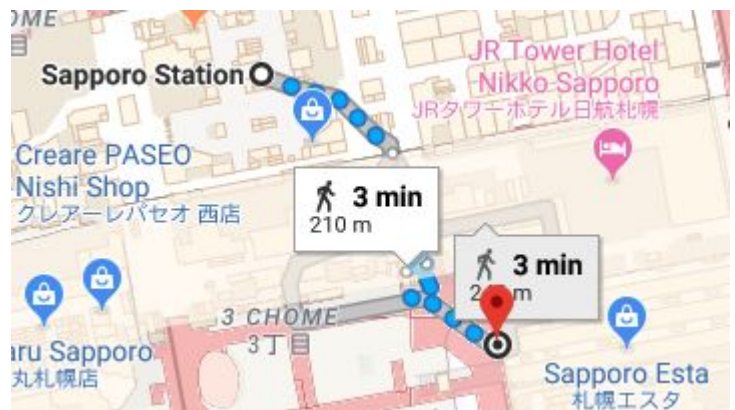 OME
目
Sapporo Station
JR Tower Hotel
Nikko Sapporo
JRタワーホテル日航札幌
Creare PASEO
Nishi Shop
クレアーレパセオ 西店
3 min
210 m
3 min
m
3 CHOME
3丁目
aru Sapporo
丸札幌店
Sapporo Esta
札幌エスタ